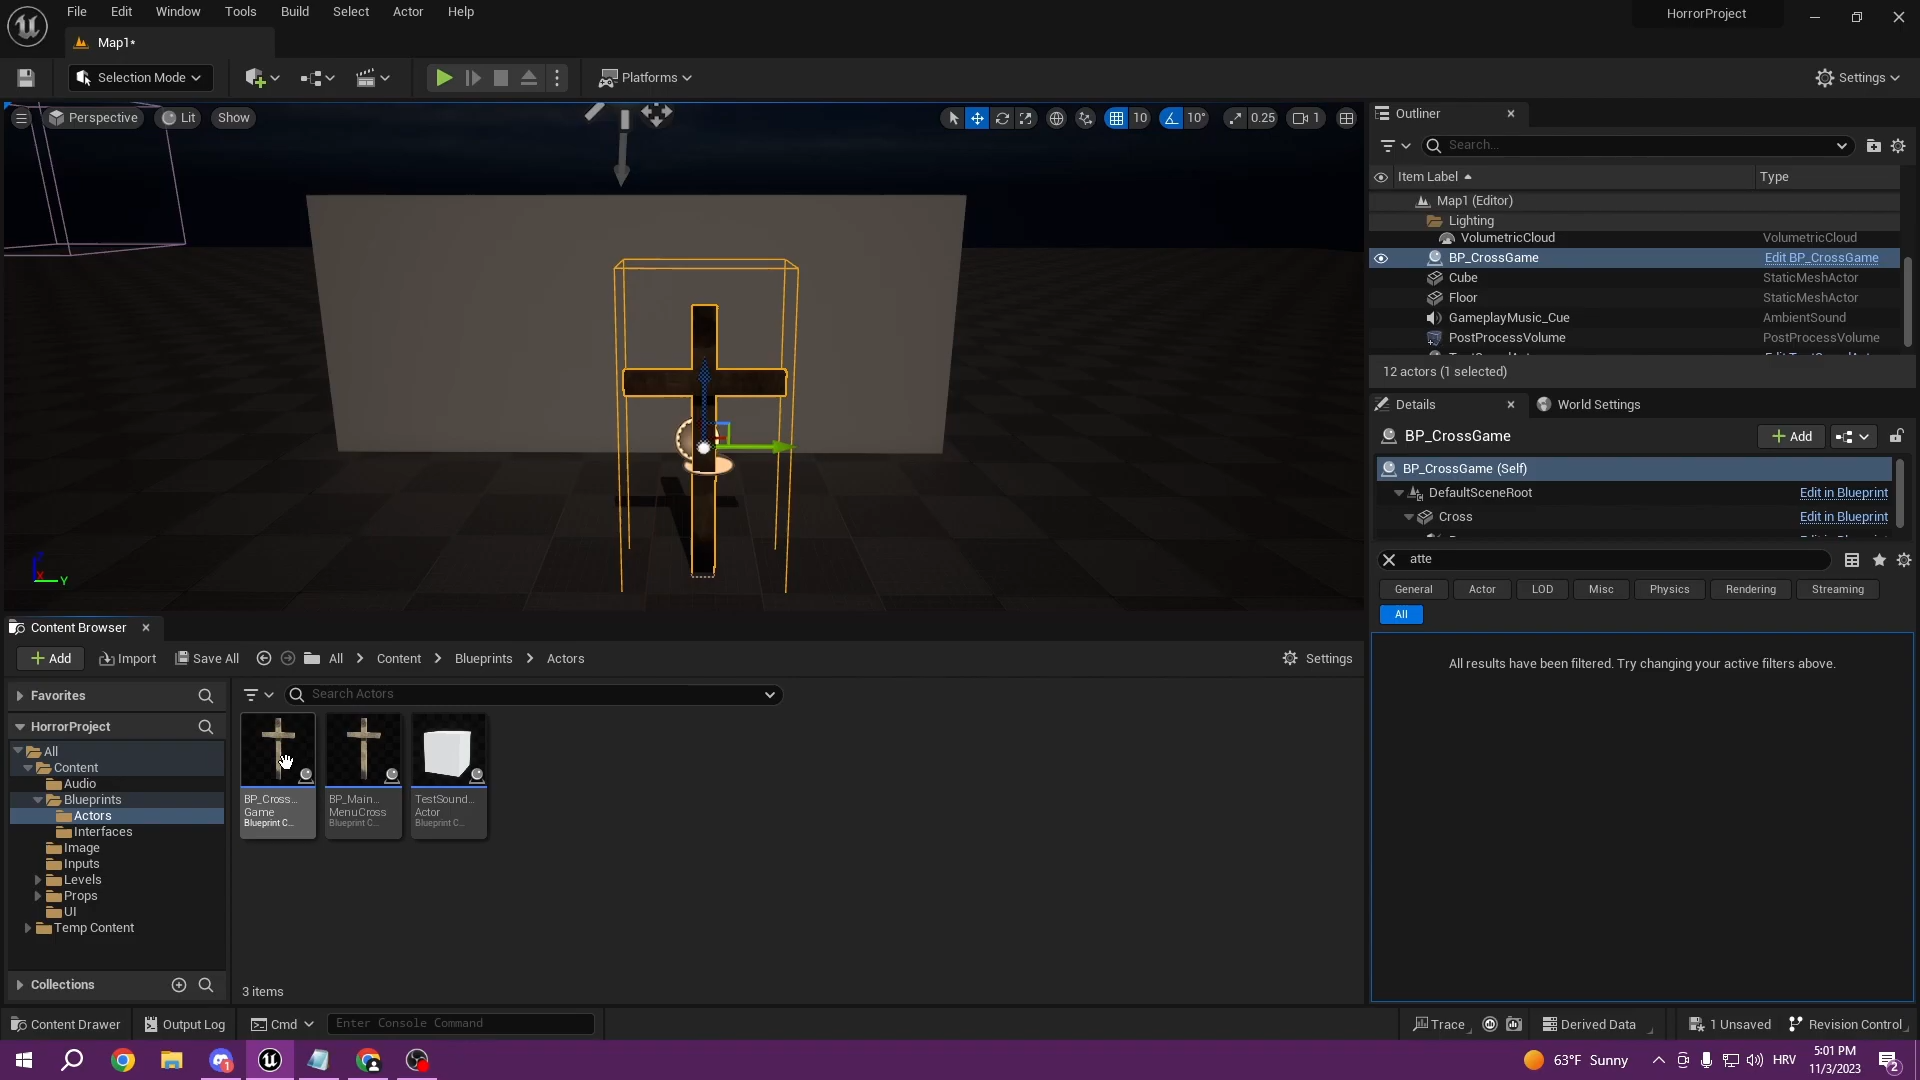 File Edit Window Tools Build Select Actor Help
HorrorProject
Map1*
Selection Mode
Platforms
Settings
Perspective Lit Show
10 10° 0.25 1
Outliner
Search...
Item Label Type
Map1 (Editor)
Lighting
VolumetricCloud VolumetricCloud
BP_CrossGame Edit BP_CrossGame
Cube StaticMeshActor
Floor StaticMeshActor
GameplayMusic_Cue AmbientSound
PostProcessVolume PostProcessVolume
12 actors (1 selected)
Details World Settings
BP_CrossGame Add
BP_CrossGame (Self)
DefaultSceneRoot Edit in Blueprint
Cross Edit in Blueprint
atte
General Actor LOD Misc Physics Rendering Streaming
All
All results have been filtered. Try changing your active filters above.
Y
Content Browser
Add Import Save All All Content Blueprints Actors Settings
Favorites
Search Actors
HorrorProject
All
Content
Audio
Blueprints
Actors
Interfaces
Image
Inputs
Levels
Props
UI
Temp Content
Collections
BP_Cross...
Game
Blueprint C...
BP_Main...
MenuCross
Blueprint C...
TestSound...
Actor
Blueprint C...
3 items
Content Drawer Output Log Cmd Enter Console Command Trace Derived Data 1 Unsaved Revision Control
63°F Sunny HRV
5:01 PM
11/3/2023
1
2